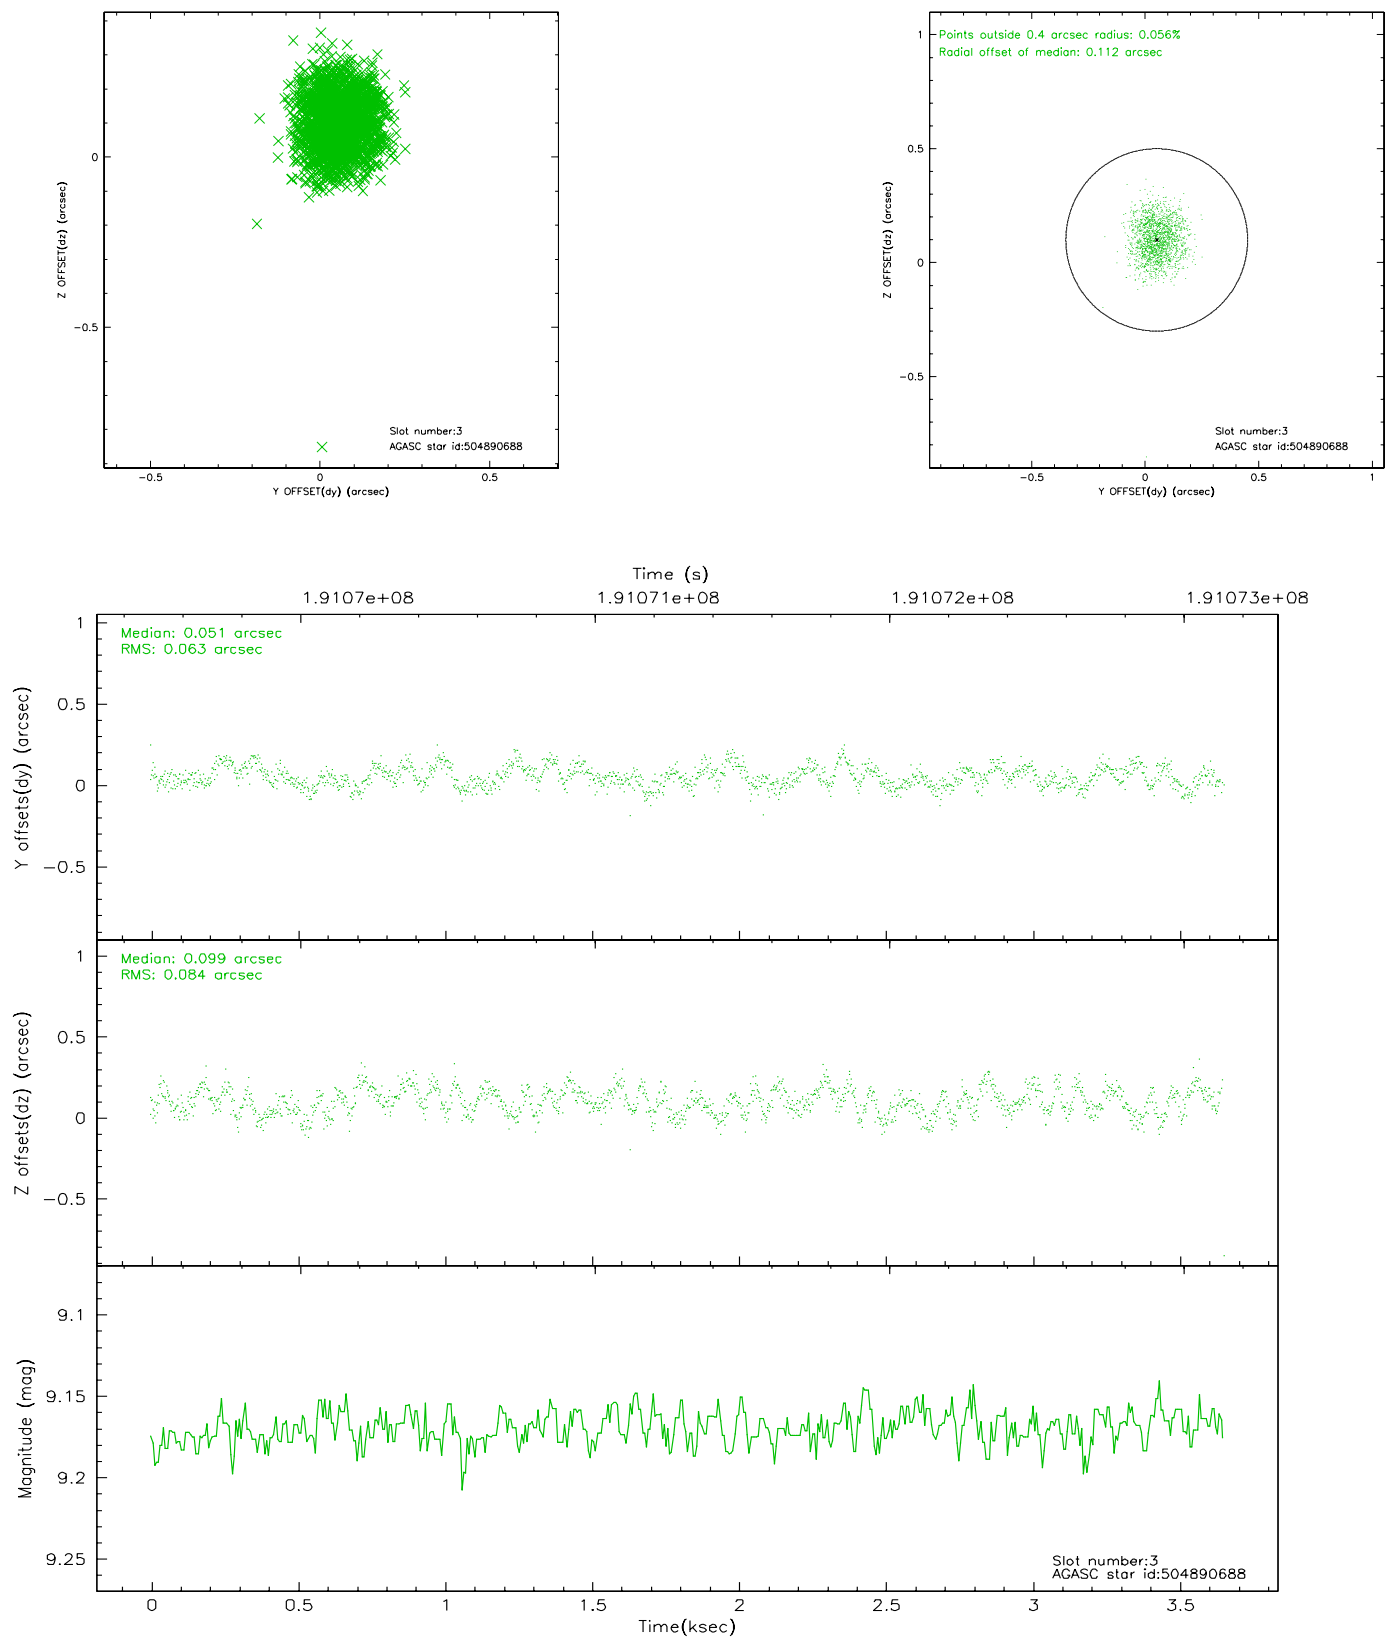 0
−0.5
Z OFFSET(dz) (arcsec)
Slot number:3
AGASC star id:504890688
−0.5
0
0.5
Y OFFSET(dy) (arcsec)
Points outside 0.4 arcsec radius: 0.056%
Radial offset of median: 0.112 arcsec
1
0.5
0
−0.5
Z OFFSET(dz) (arcsec)
Slot number:3
AGASC star id:504890688
−0.5
0
0.5
1
Y OFFSET(dy) (arcsec)
Time (s)
1.9107e+08
1.91071e+08
1.91072e+08
1.91073e+08
Median: 0.051 arcsec
RMS: 0.063 arcsec
1
0.5
0
−0.5
Y offsets(dy) (arcsec)
Median: 0.099 arcsec
RMS: 0.084 arcsec
1
0.5
0
−0.5
Z offsets(dz) (arcsec)
9.1
9.15
9.2
9.25
Magnitude (mag)
Slot number:3
AGASC star id:504890688
0
0.5
1
1.5
2
2.5
3
3.5
Time(ksec)